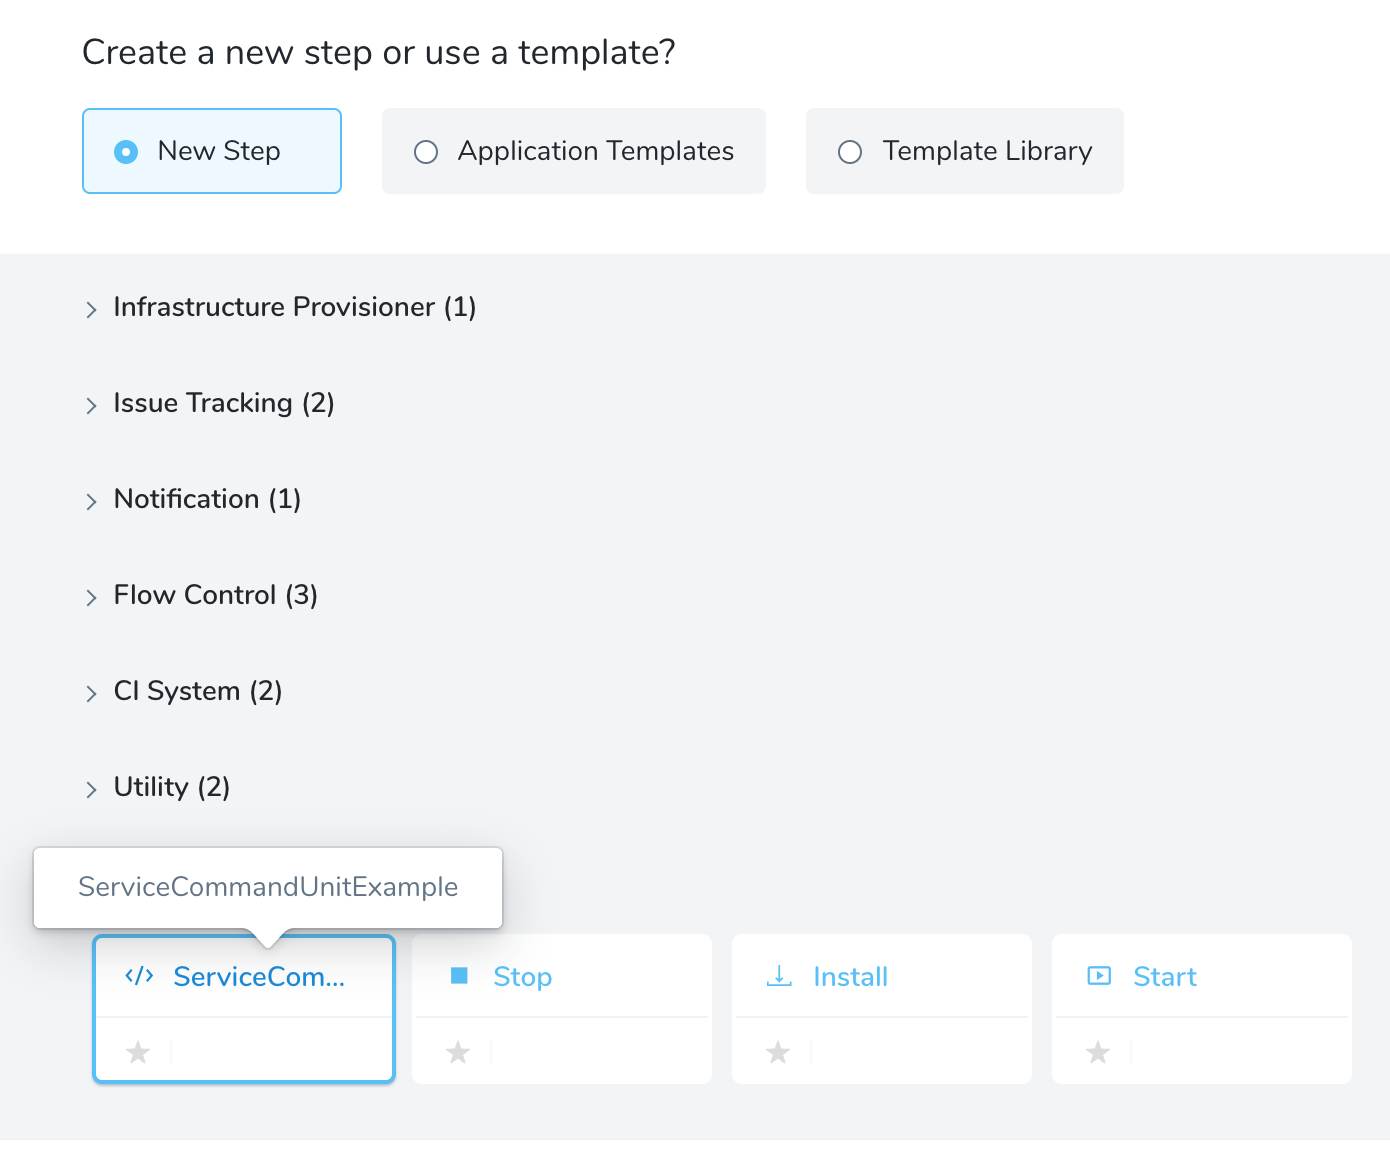 Create a new step or use a template?
New Step
Application Templates
Template Library
Infrastructure Provisioner (1)
Issue Tracking (2)
Notification (1)
Flow Control (3)
CI System (2)
Utility (2)
ServiceCommandUnitExample
</> ServiceCom...
Stop
Install
Start